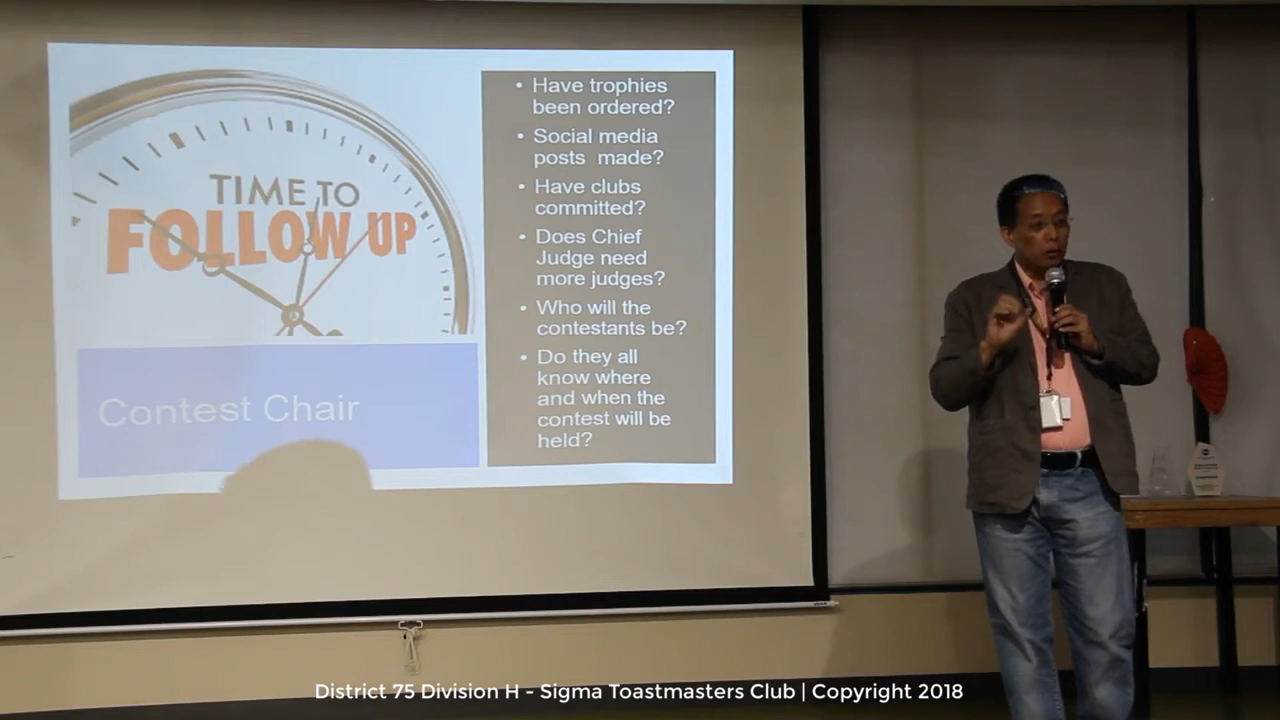 TIME TO
FOLLOW UP
Contest Chair
• Have trophies
been ordered?
• Social media
posts made?
• Have clubs
committed?
• Does Chief
Judge need
more judges?
• Who will the
contestants be?
• Do they all
know where
and when the
contest will be
held?
District 75 Division H - Sigma Toastmasters Club | Copyright 2018